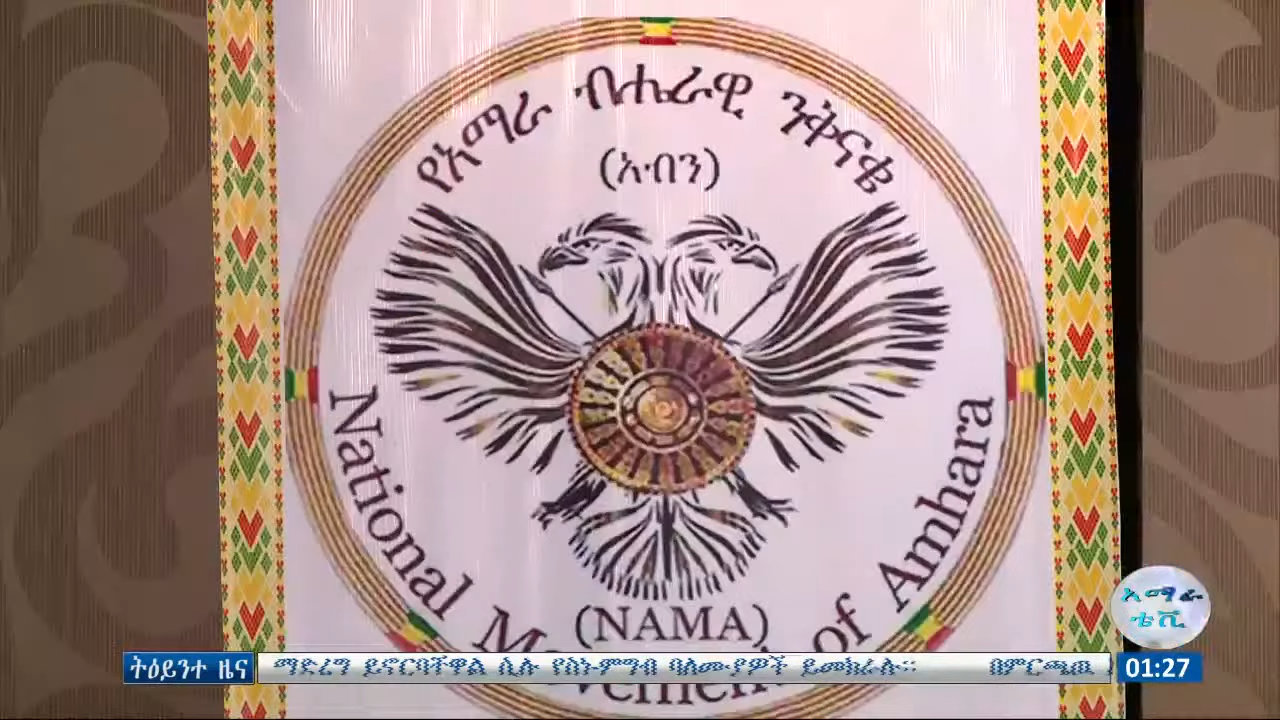 የአማራ ብሔራዊ ንቅናቄ
(አብን)
National Movement of Amhara
(NAMA)
አማራ
ቴቪ
ትዕይንተ ዜና
ማድረግ ይኖርባቸዋል ሲሉ የስነ-ምግብ ባለሙያዎች ይመክራሉ።
በምርጫዉ
01:27